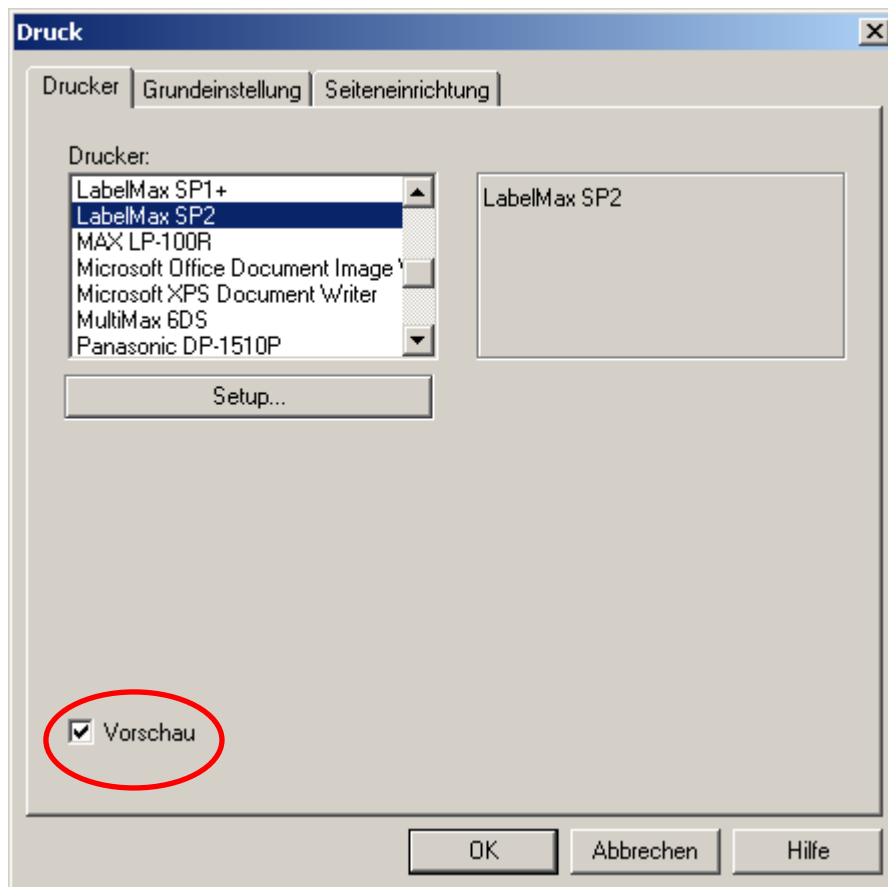 Druck
Drucker Grundeinstellung Seiteneinrichtung
Drucker:
LabelMax SP1+
LabelMax SP2
MAX LP-100R
Microsoft Office Document Image
Microsoft XPS Document Writer
MultiMax 6DS
Panasonic DP-1510P
LabelMax SP2
Setup...
Vorschau
OK Abbrechen Hilfe